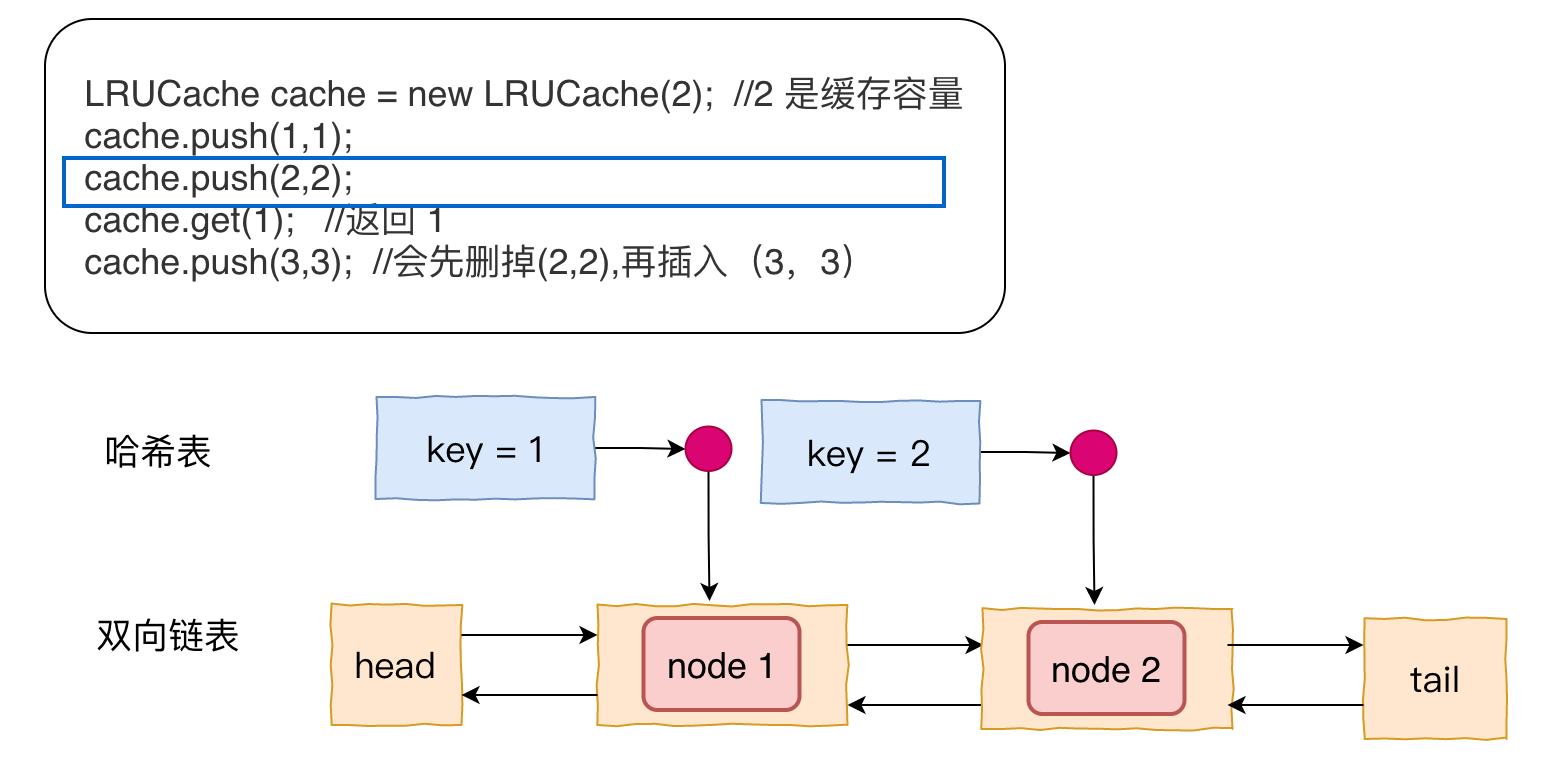 LRUCache cache = new LRUCache(2);  //2 是缓存容量
cache.push(1,1);
cache.push(2,2);
cache.get(1);   //返回 1
cache.push(3,3);  //会先删掉(2,2),再插入（3，3）
哈希表
key = 1
key = 2
双向链表
head
node 1
node 2
tail